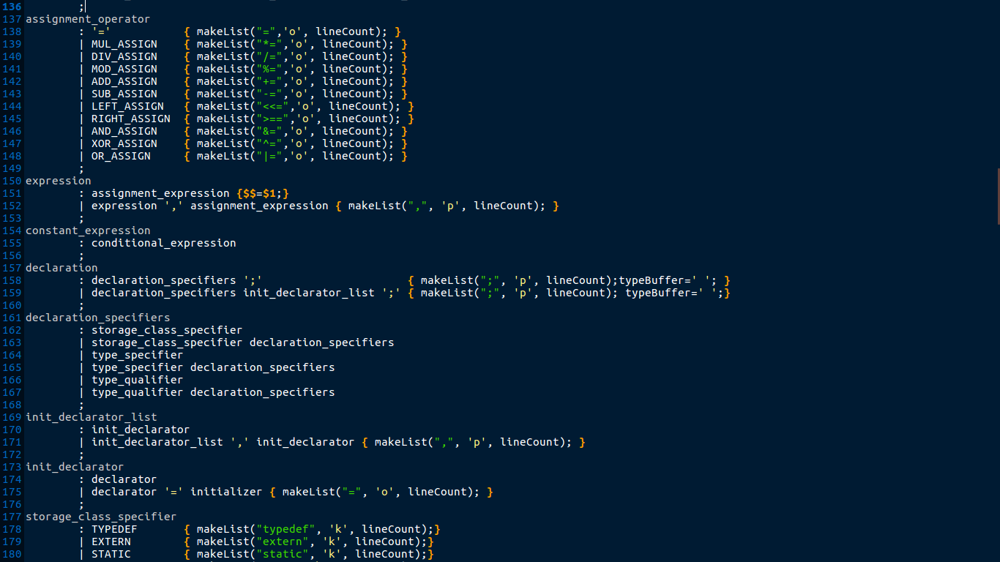 136         ;
137 assignment_operator
138         : '='           { makeList("=",'o', lineCount); }
139         | MUL_ASSIGN    { makeList("*=",'o', lineCount); }
140         | DIV_ASSIGN    { makeList("/=",'o', lineCount); }
141         | MOD_ASSIGN    { makeList("%=",'o', lineCount); }
142         | ADD_ASSIGN    { makeList("+=",'o', lineCount); }
143         | SUB_ASSIGN    { makeList("-=",'o', lineCount); }
144         | LEFT_ASSIGN   { makeList("<<=",'o', lineCount); }
145         | RIGHT_ASSIGN  { makeList(">==",'o', lineCount); }
146         | AND_ASSIGN    { makeList("&=",'o', lineCount); }
147         | XOR_ASSIGN    { makeList("^=",'o', lineCount); }
148         | OR_ASSIGN     { makeList("|=",'o', lineCount); }
149         ;
150 expression
151         : assignment_expression {$$=$1;}
152         | expression ',' assignment_expression { makeList(",", 'p', lineCount); }
153         ;
154 constant_expression
155         : conditional_expression
156         ;
157 declaration
158         : declaration_specifiers ';'                      { makeList(";", 'p', lineCount);typeBuffer=' '; }
159         | declaration_specifiers init_declarator_list ';' { makeList(";", 'p', lineCount); typeBuffer=' ';}
160         ;
161 declaration_specifiers
162         : storage_class_specifier
163         | storage_class_specifier declaration_specifiers
164         | type_specifier
165         | type_specifier declaration_specifiers
166         | type_qualifier
167         | type_qualifier declaration_specifiers
168         ;
169 init_declarator_list
170         : init_declarator
171         | init_declarator_list ',' init_declarator { makeList(",", 'p', lineCount); }
172         ;
173 init_declarator
174         : declarator
175         | declarator '=' initializer { makeList("=", 'o', lineCount); }
176         ;
177 storage_class_specifier
178         : TYPEDEF       { makeList("typedef", 'k', lineCount);}
179         | EXTERN        { makeList("extern", 'k', lineCount);}
180         | STATIC        { makeList("static", 'k', lineCount);}